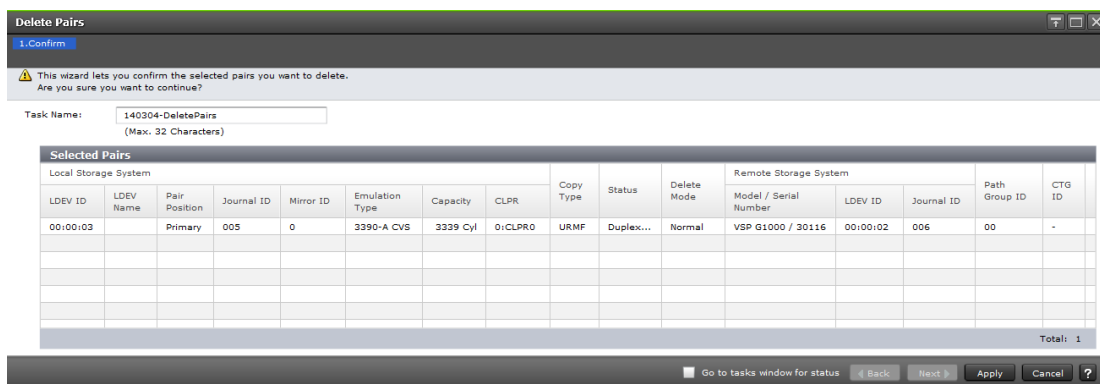 Delete Pairs
1.Confirm
This wizard lets you confirm the selected pairs you want to delete.
Are you sure you want to continue?
Task Name: 140304-DeletePairs
(Max. 32 Characters)
Selected Pairs
Local Storage System Copy Type Status Delete Mode Remote Storage System Path Group ID CTG ID
LDEV ID LDEV Name Pair Position Journal ID Mirror ID Emulation Type Capacity CLPR Model / Serial Number LDEV ID Journal ID
00:00:03 Primary 005 0 3390-A CVS 3339 Cyl 0:CLPR0 URMF Duplex... Normal VSP G1000 / 30116 00:00:02 006 00 -
Total: 1
Go to tasks window for status Back Next Apply Cancel ?